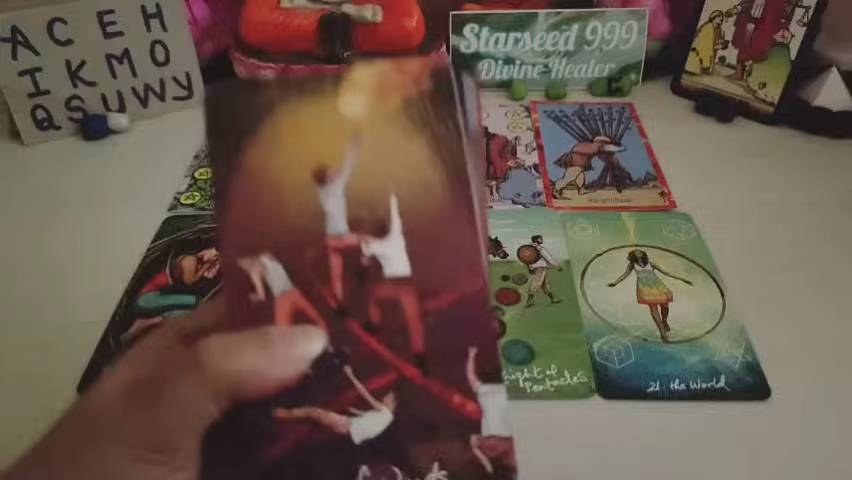 A C E H
I K M O
Q S U W Y
Starseed 999
Divine Healer
Knight of
Pentacles
21. the World